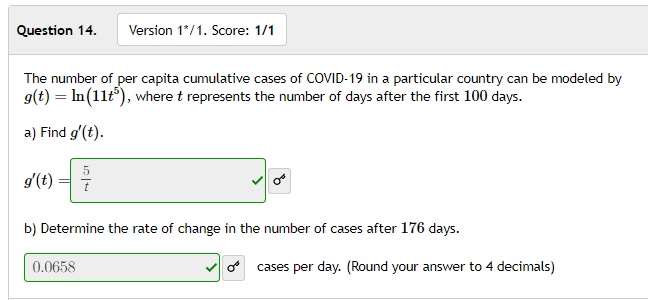 Question 14. Version 1*/1. Score: 1/1
The number of per capita cumulative cases of COVID-19 in a particular country can be modeled by
g(t) = ln(11t⁵), where t represents the number of days after the first 100 days.
a) Find g′(t).
g′(t) = 5/t
b) Determine the rate of change in the number of cases after 176 days.
0.0658 cases per day. (Round your answer to 4 decimals)